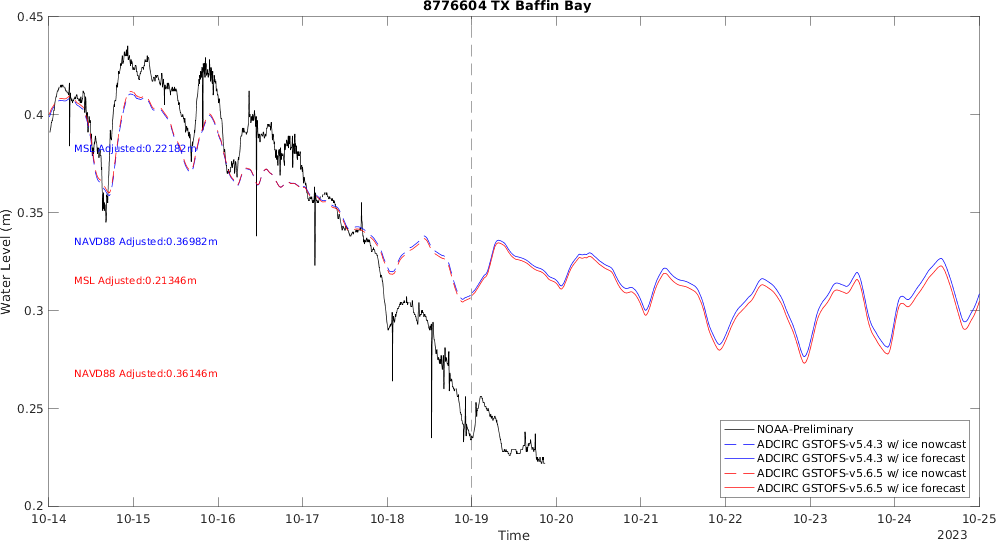 8776604 TX Baffin Bay
0.45
0.4
0.35
0.3
0.25
0.2
Water Level (m)
MSL Adjusted:0.22182m
NAVD88 Adjusted:0.36982m
MSL Adjusted:0.21346m
NAVD88 Adjusted:0.36146m
NOAA-Preliminary
ADCIRC GSTOFS-v5.4.3 w/ ice nowcast
ADCIRC GSTOFS-v5.4.3 w/ ice forecast
ADCIRC GSTOFS-v5.6.5 w/ ice nowcast
ADCIRC GSTOFS-v5.6.5 w/ ice forecast
10-14 10-15 10-16 10-17 10-18 10-19 10-20 10-21 10-22 10-23 10-24 10-25
Time
2023